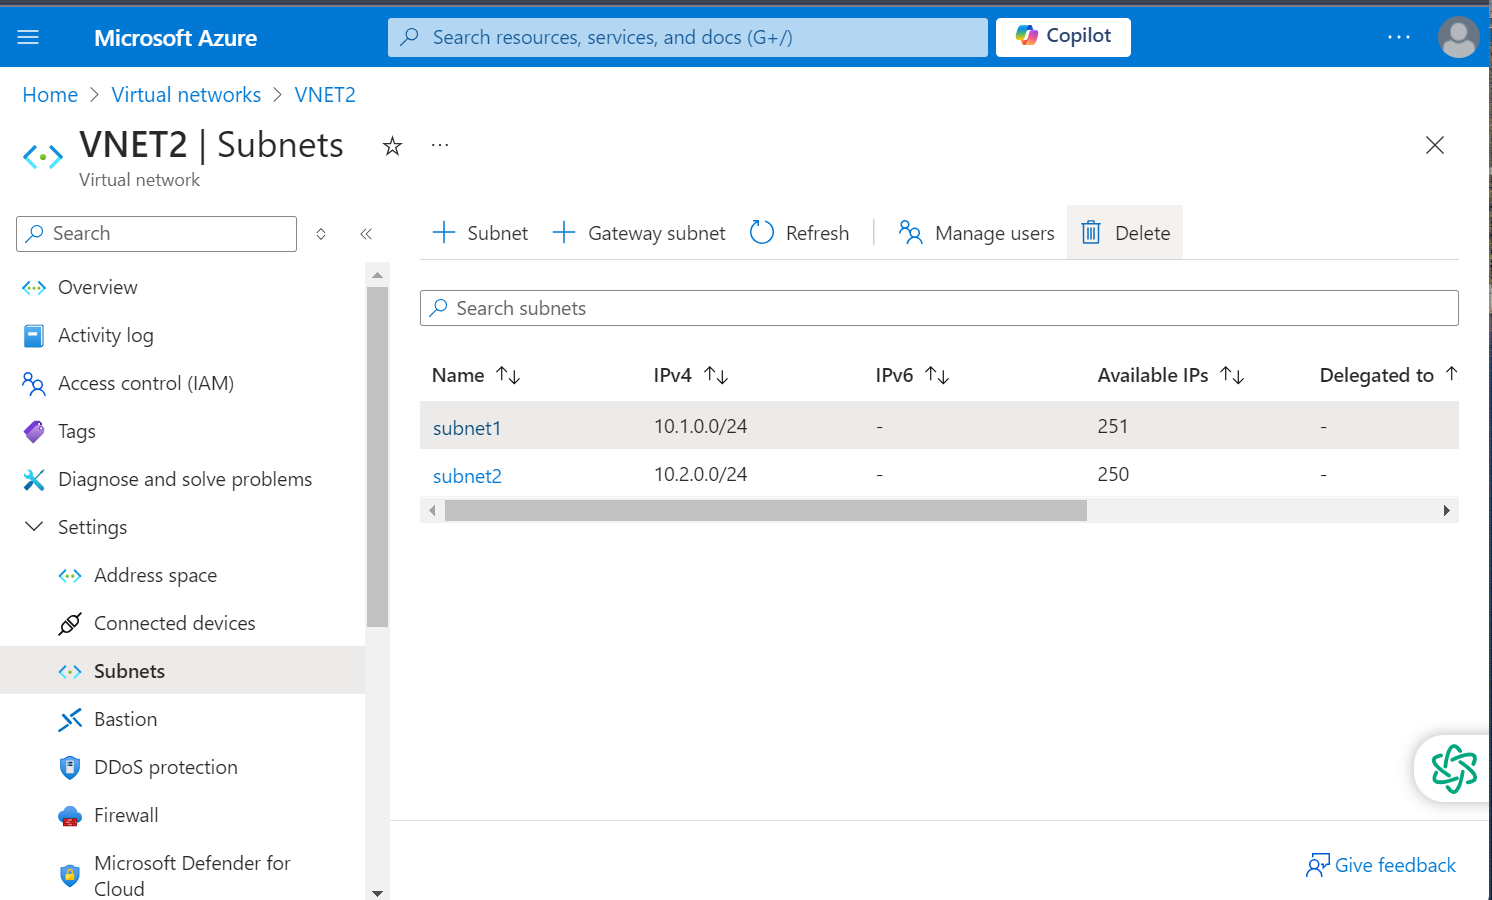 Microsoft Azure
Search resources, services, and docs (G+/)
Copilot
Home > Virtual networks > VNET2
VNET2 | Subnets
Virtual network
Search
Subnet
Gateway subnet
Refresh
Manage users
Delete
Overview
Activity log
Access control (IAM)
Tags
Diagnose and solve problems
Settings
Address space
Connected devices
Subnets
Bastion
DDoS protection
Firewall
Microsoft Defender for
Cloud
Search subnets
Name IPv4 IPv6 Available IPs Delegated to
subnet1 10.1.0.0/24 - 251 -
subnet2 10.2.0.0/24 - 250 -
Give feedback